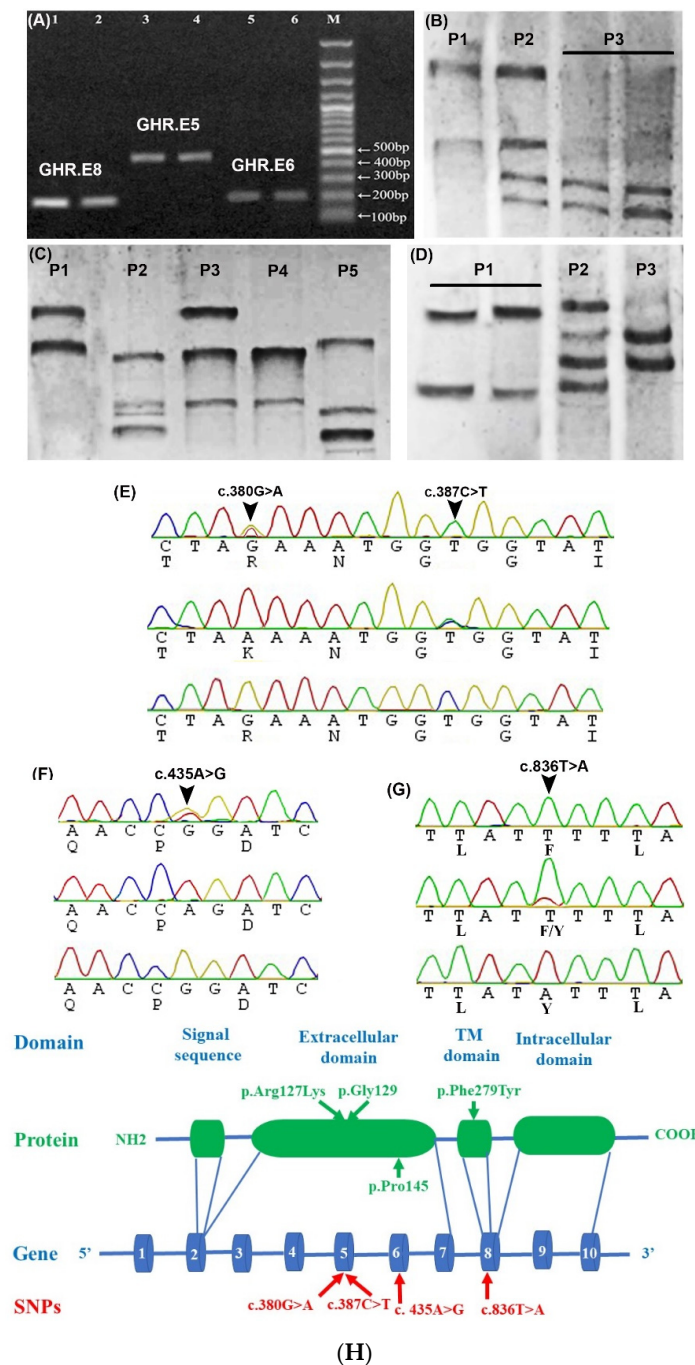 (A) 1 2 3 4 5 6 M
GHR.E5
GHR.E8
GHR.E6
←500bp
←400bp
←300bp
←200bp
←100bp
(B)
P1 P2 P3
(C)
P1 P2 P3 P4 P5
(D)
P1 P2 P3
(E)
c.380G>A c.387C>T
C T A G A A A T G G T G G T A T
T R N G G I
C T A A A A A T G G T G G T A T
T K N G G I
C T A G A A A T G G T G G T A T
T R N G G I
(F)
c.435A>G
A A C C G G A T C
Q P D
A A C C A G A T C
Q P D
A A C C G G A T C
Q P D
(G)
c.836T>A
T T A T T T T A
L F L
T T A T T T T A
L F/Y L
T T A T A T T T A
L Y L
Domain
Signal sequence
Extracellular domain
TM domain
Intracellular domain
p.Arg127Lys p.Gly129 p.Phe279Tyr
Protein NH2 COOI
p.Pro145
Gene 5’ 1 2 3 4 5 6 7 8 9 10 3’
SNPs
c.380G>A c.387C>T c. 435A>G c.836T>A
(H)